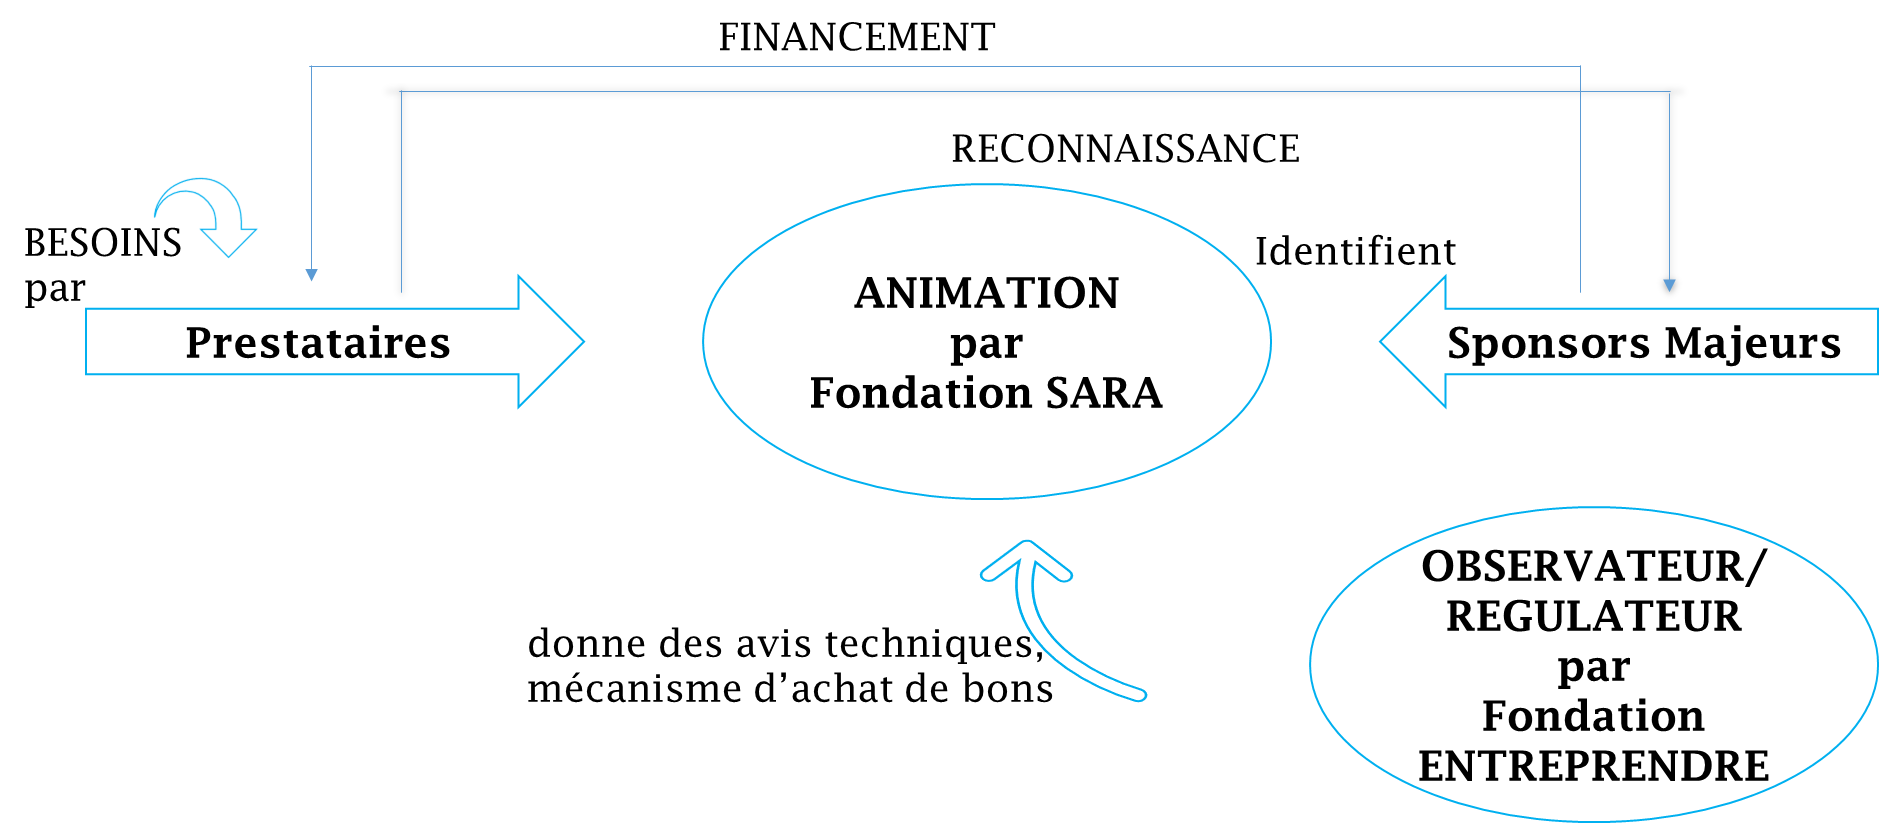 FINANCEMENT
RECONNAISSANCE
BESOINS
par
Prestataires
ANIMATION
par
Fondation SARA
Identifient
Sponsors Majeurs
donne des avis techniques,
mécanisme d’achat de bons
OBSERVATEUR/
REGULATEUR
par
Fondation
ENTREPRENDRE